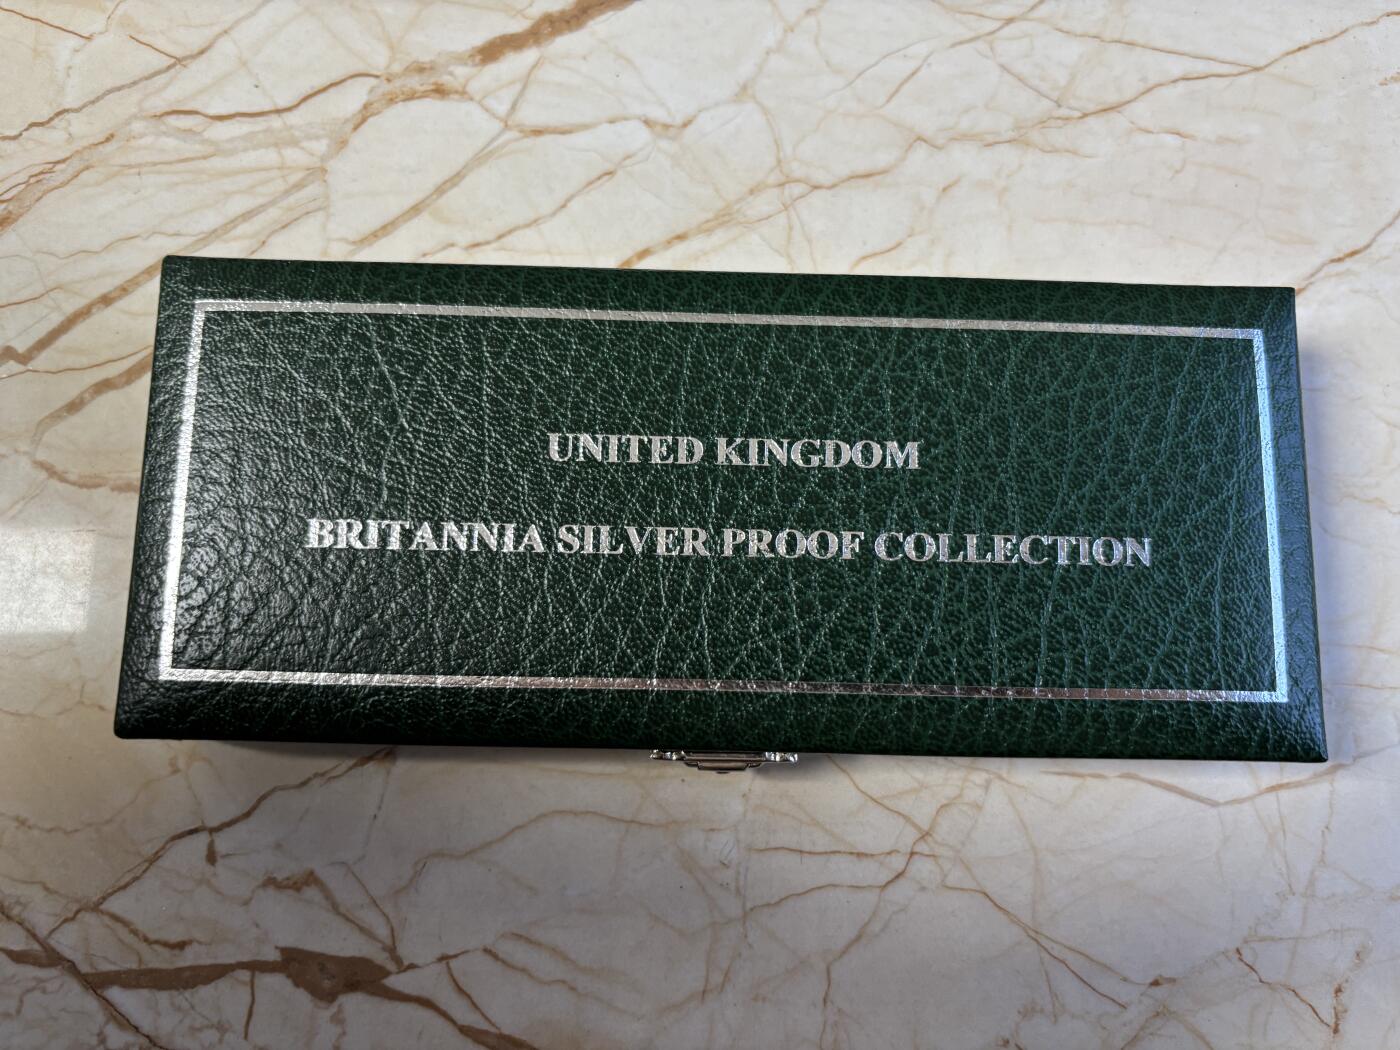 UNITED KINGDOM
BRITANNIA SILVER PROOF COLLECTION